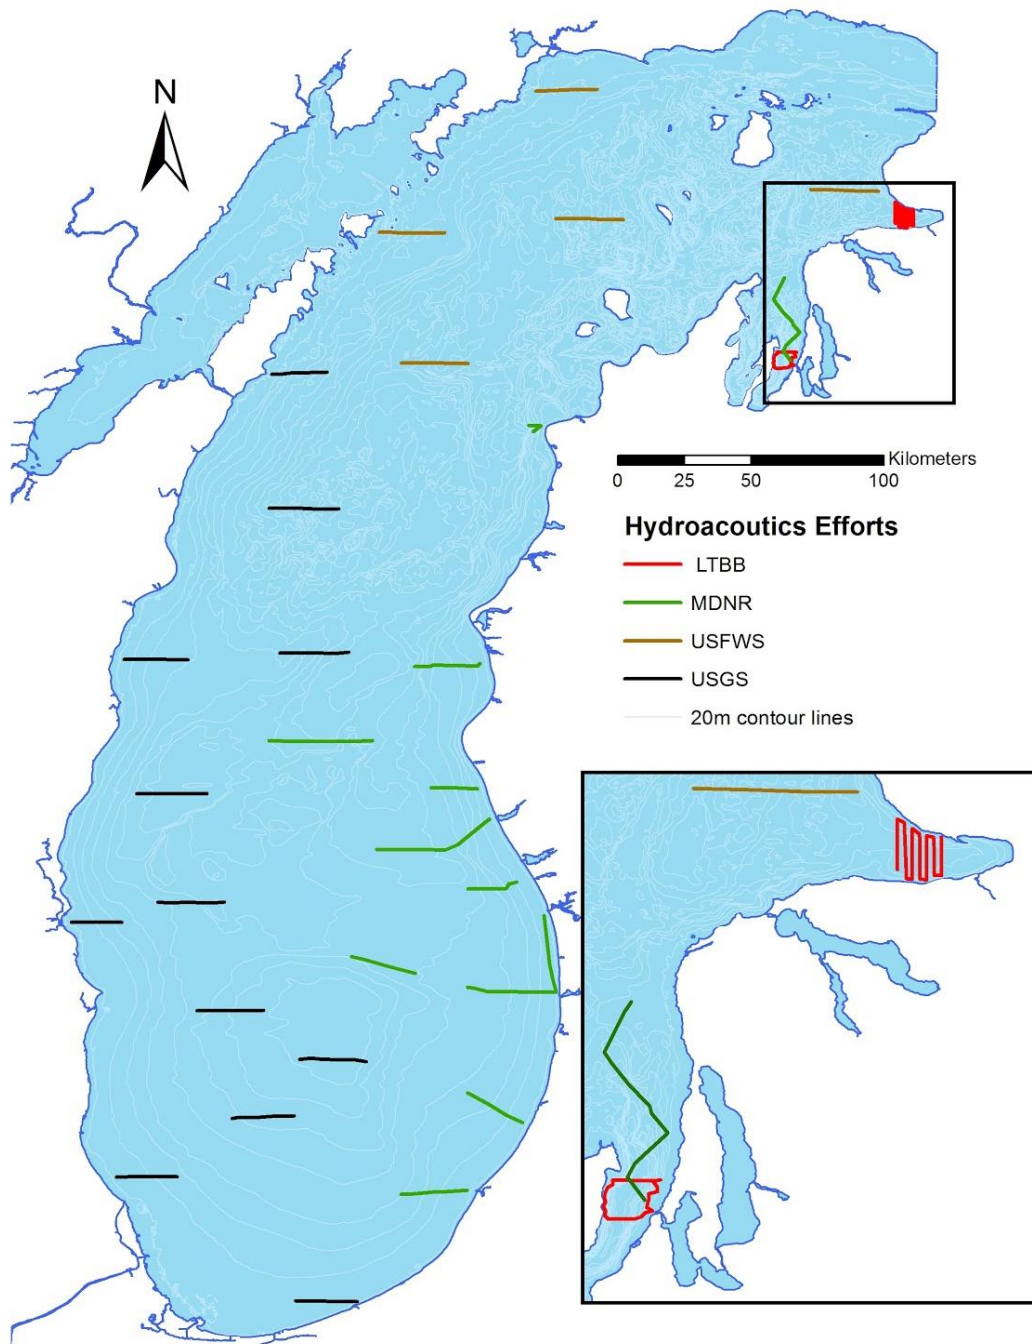 N
Kilometers
0 25 50 100
Hydroacoutics Efforts
LTBB
MDNR
USFWS
USGS
20m contour lines